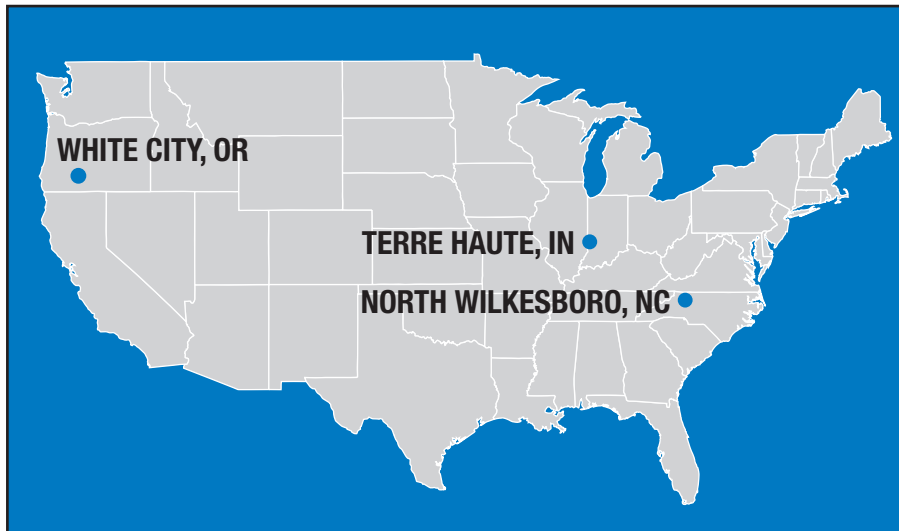 WHITE CITY, OR
TERRE HAUTE, IN
NORTH WILKESBORO, NC